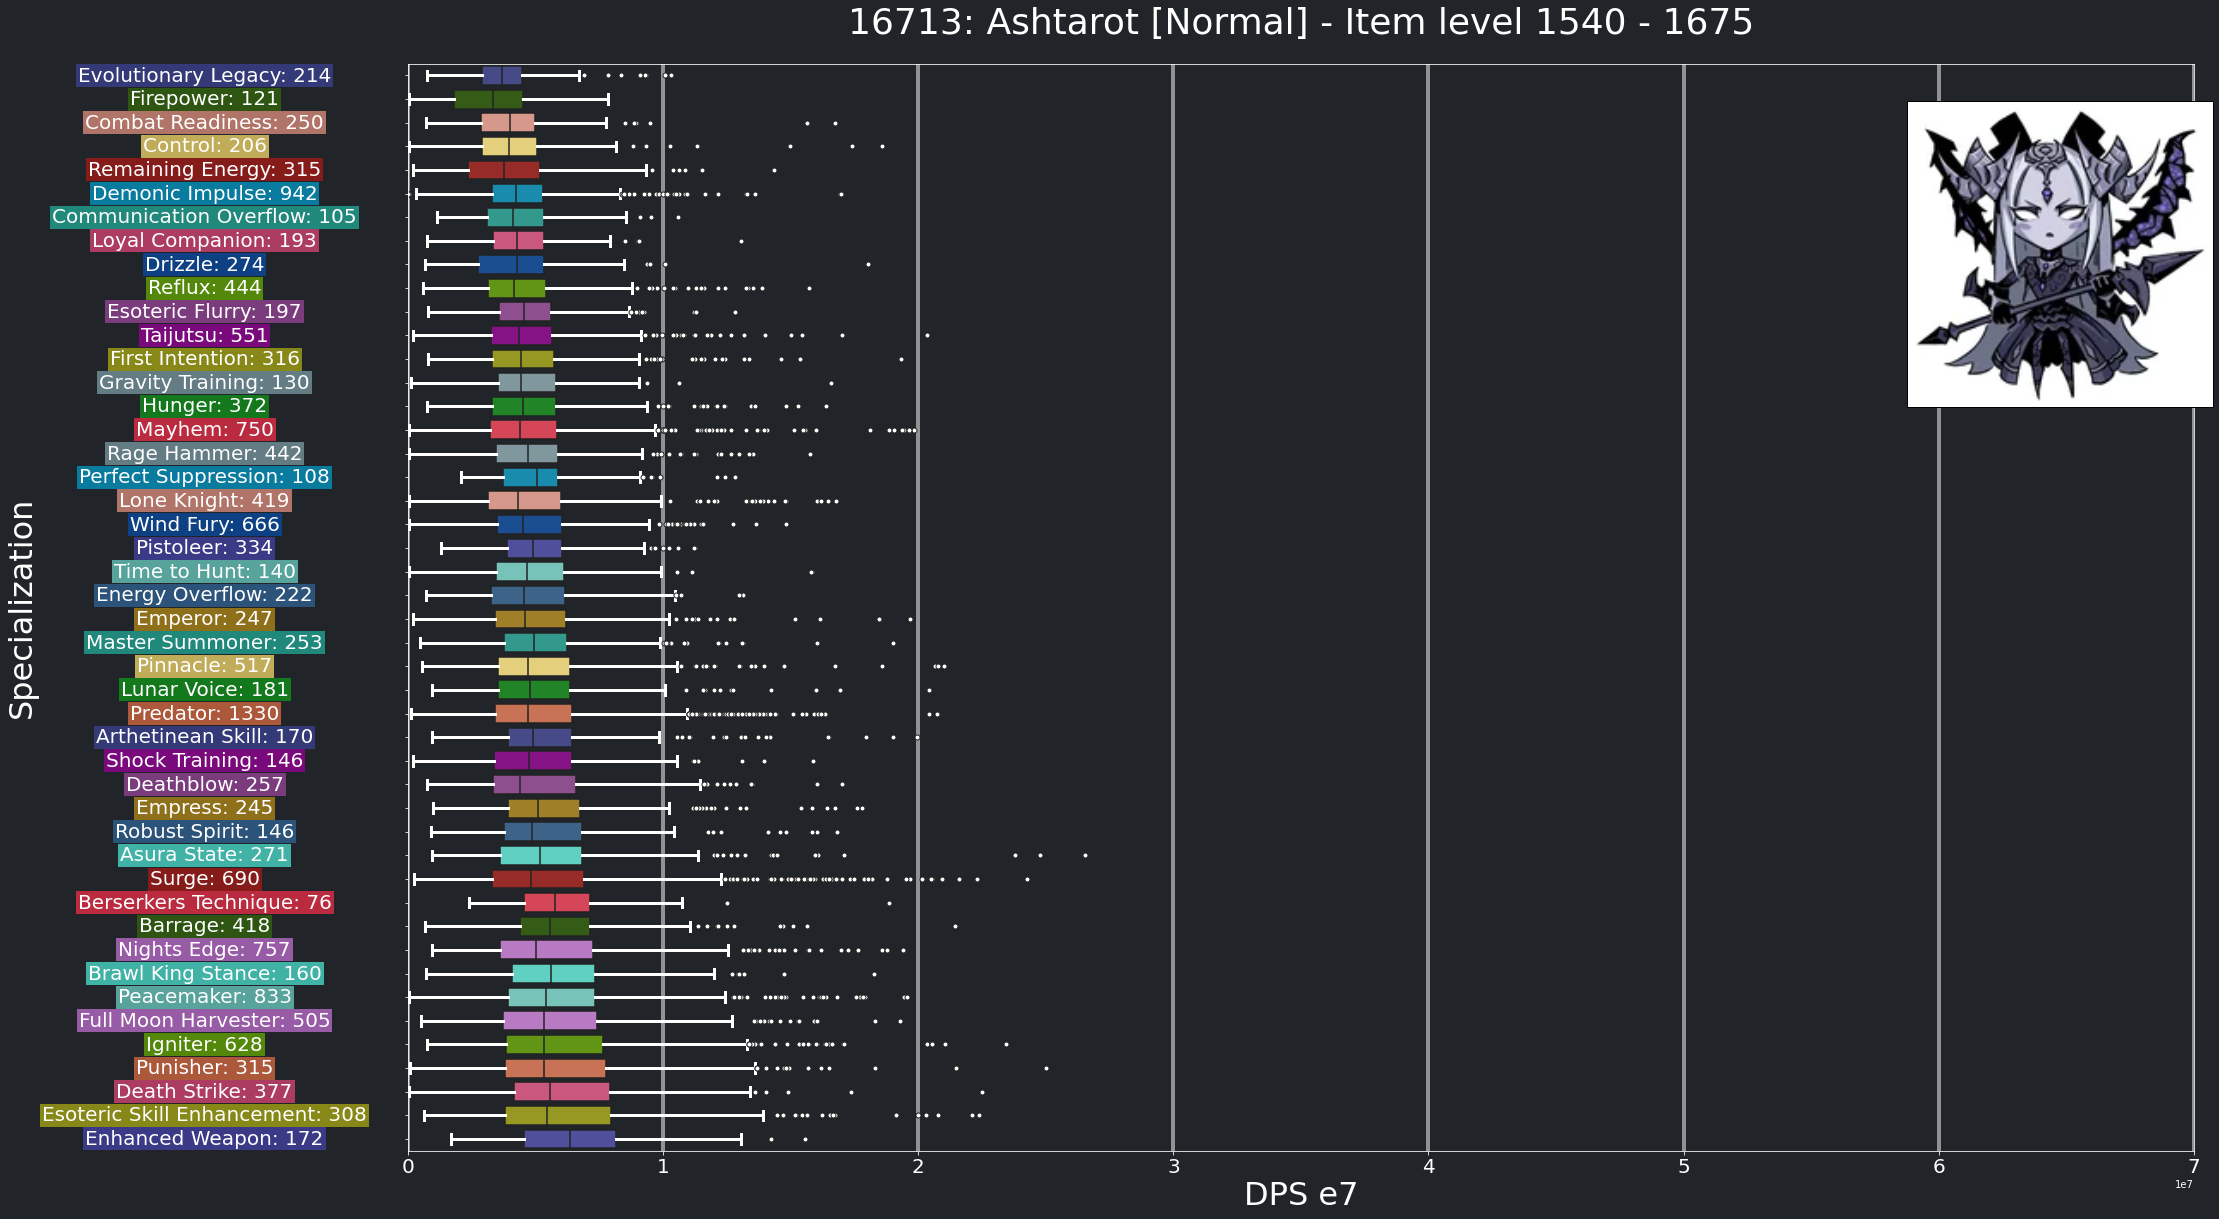 16713: Ashtarot [Normal] - Item level 1540 - 1675
Evolutionary Legacy: 214
Firepower: 121
Combat Readiness: 250
Control: 206
Remaining Energy: 315
Demonic Impulse: 942
Communication Overflow: 105
Loyal Companion: 193
Drizzle: 274
Reflux: 444
Esoteric Flurry: 197
Taijutsu: 551
First Intention: 316
Gravity Training: 130
Hunger: 372
Mayhem: 750
Rage Hammer: 442
Perfect Suppression: 108
Lone Knight: 419
Wind Fury: 666
Pistoleer: 334
Time to Hunt: 140
Energy Overflow: 222
Emperor: 247
Master Summoner: 253
Pinnacle: 517
Lunar Voice: 181
Predator: 1330
Arthetinean Skill: 170
Shock Training: 146
Deathblow: 257
Empress: 245
Robust Spirit: 146
Asura State: 271
Surge: 690
Berserkers Technique: 76
Barrage: 418
Nights Edge: 757
Brawl King Stance: 160
Peacemaker: 833
Full Moon Harvester: 505
Igniter: 628
Punisher: 315
Death Strike: 377
Esoteric Skill Enhancement: 308
Enhanced Weapon: 172
Specialization
0 1 2 3 4 5 6 7
1e7
DPS e7